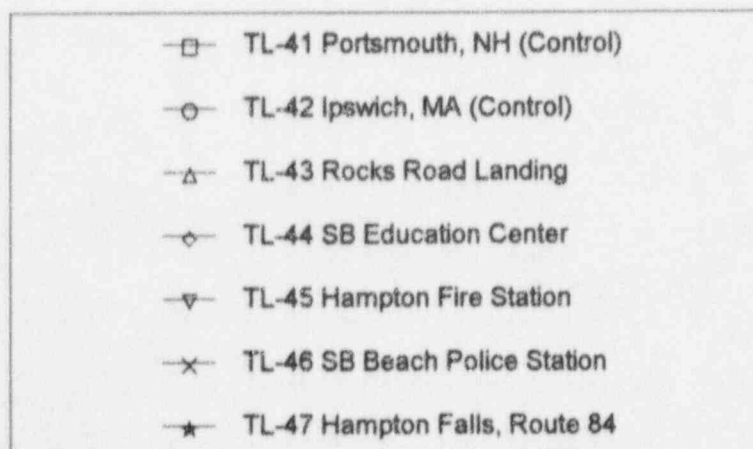 TL-41 Portsmouth, NH (Control)
TL-42 Ipswich, MA (Control)
TL-43 Rocks Road Landing
TL-44 SB Education Center
TL-45 Hampton Fire Station
TL-46 SB Beach Police Station
TL-47 Hampton Falls, Route 84